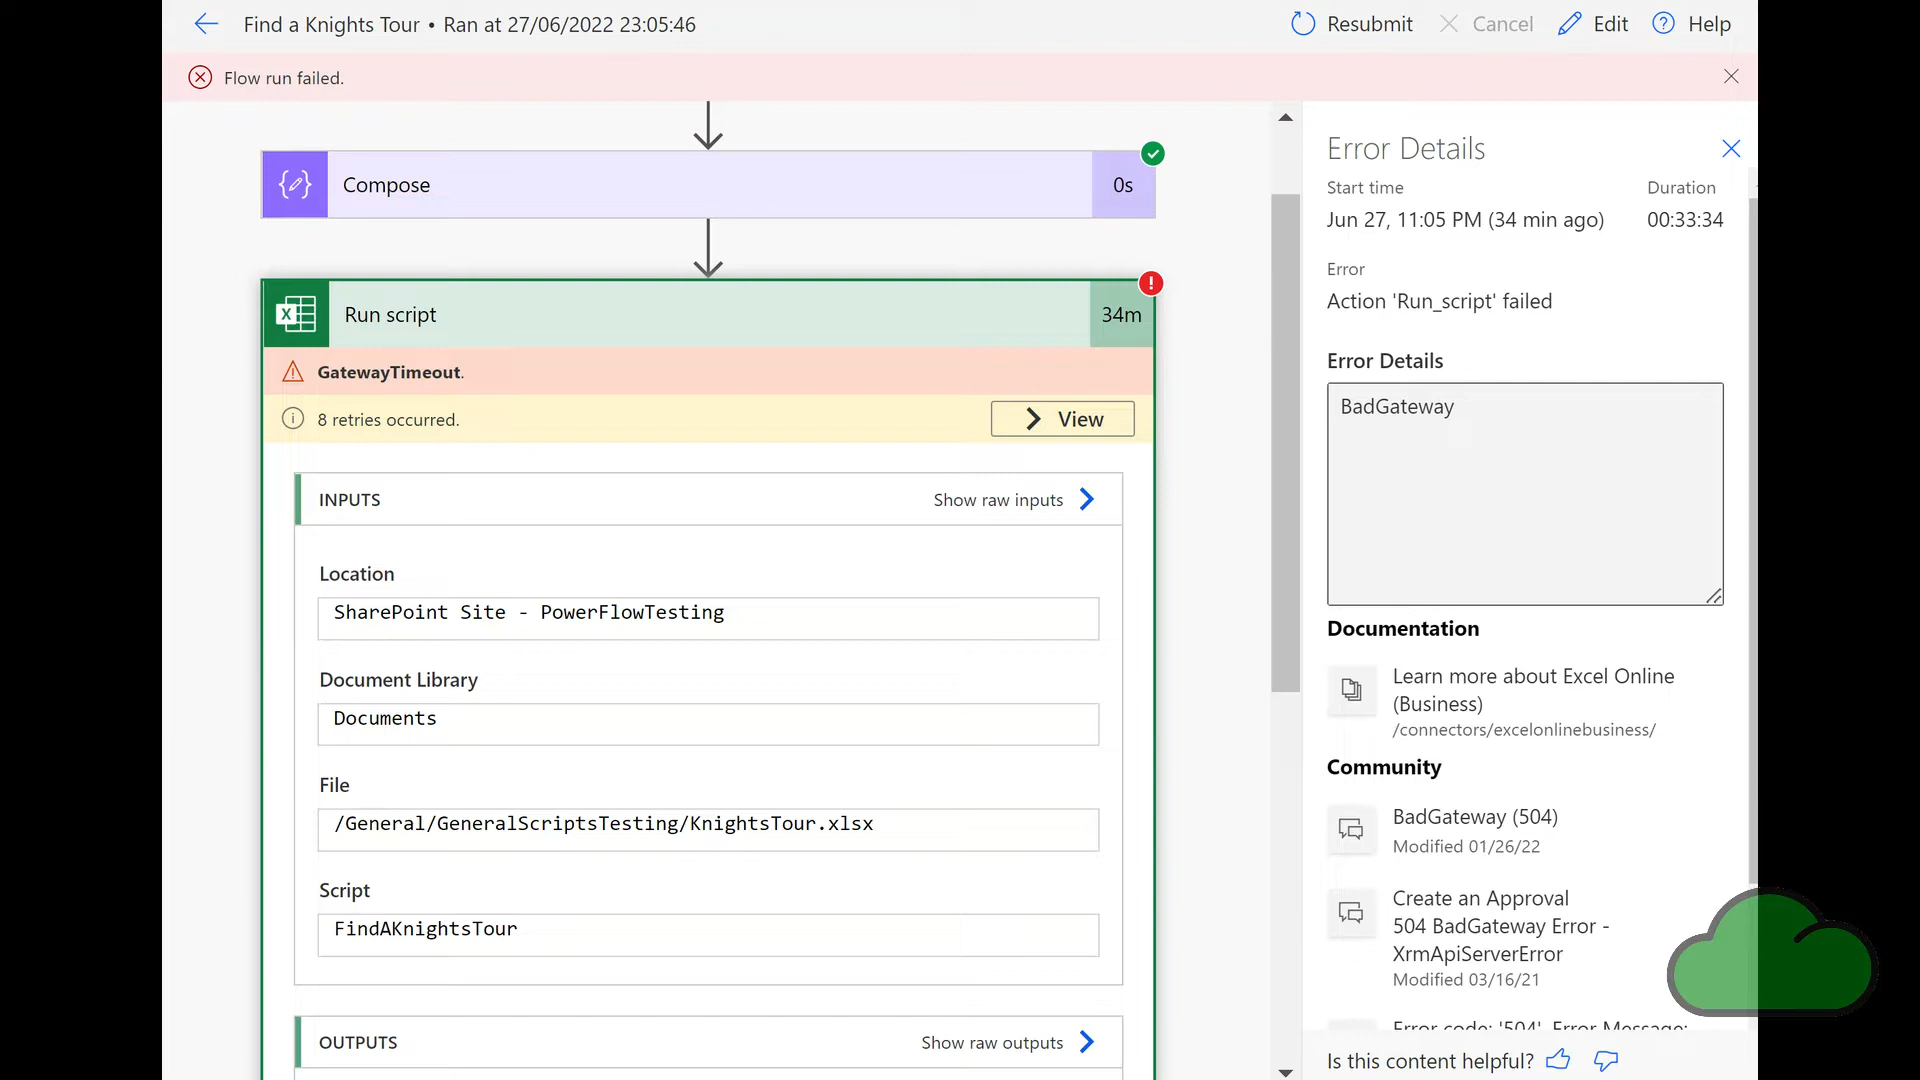 Find a Knights Tour • Ran at 27/06/2022 23:05:46
Resubmit
Cancel
Edit
Help
Flow run failed.
Compose
0s
Run script
34m
GatewayTimeout.
8 retries occurred.
View
INPUTS
Show raw inputs
Location
SharePoint Site - PowerFlowTesting
Document Library
Documents
File
/General/GeneralScriptsTesting/KnightsTour.xlsx
Script
FindAKnightsTour
OUTPUTS
Show raw outputs
Error Details
Start time
Duration
Jun 27, 11:05 PM (34 min ago)
00:33:34
Error
Action 'Run_script' failed
Error Details
BadGateway
Documentation
Learn more about Excel Online
(Business)
/connectors/excelonlinebusiness/
Community
BadGateway (504)
Modified 01/26/22
Create an Approval
504 BadGateway Error -
XrmApiServerError
Modified 03/16/21
Error code: '504', Error Message:
Is this content helpful?